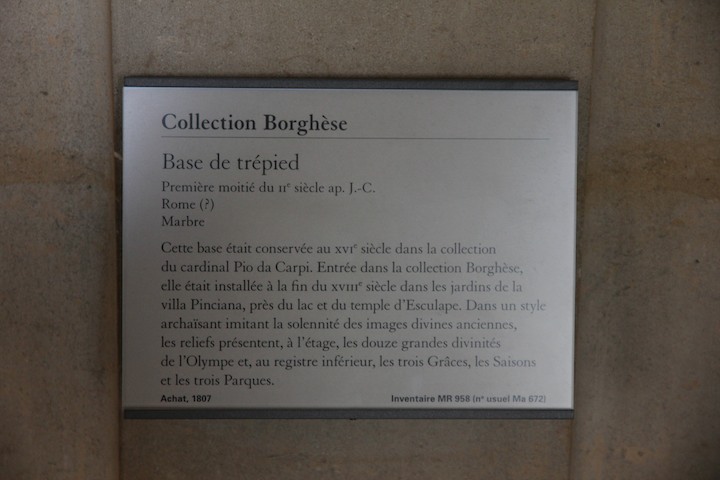 Collection Borghèse
Base de trépied
Première moitié du IIe siècle ap. J.-C.
Rome (?)
Marbre
Cette base était conservée au XVIe siècle dans la collection
du cardinal Pio da Carpi. Entrée dans la collection Borghèse,
elle était installée à la fin du XVIIIe siècle dans les jardins de la
villa Pinciana, près du lac et du temple d'Esculape. Dans un style
archaïsant imitant la solennité des images divines anciennes,
les reliefs présentent, à l'étage, les douze grandes divinités
de l'Olympe et, au registre inférieur, les trois Grâces, les Saisons
et les trois Parques.
Achat, 1807 Inventaire MR 958 (n° usuel Ma 672)